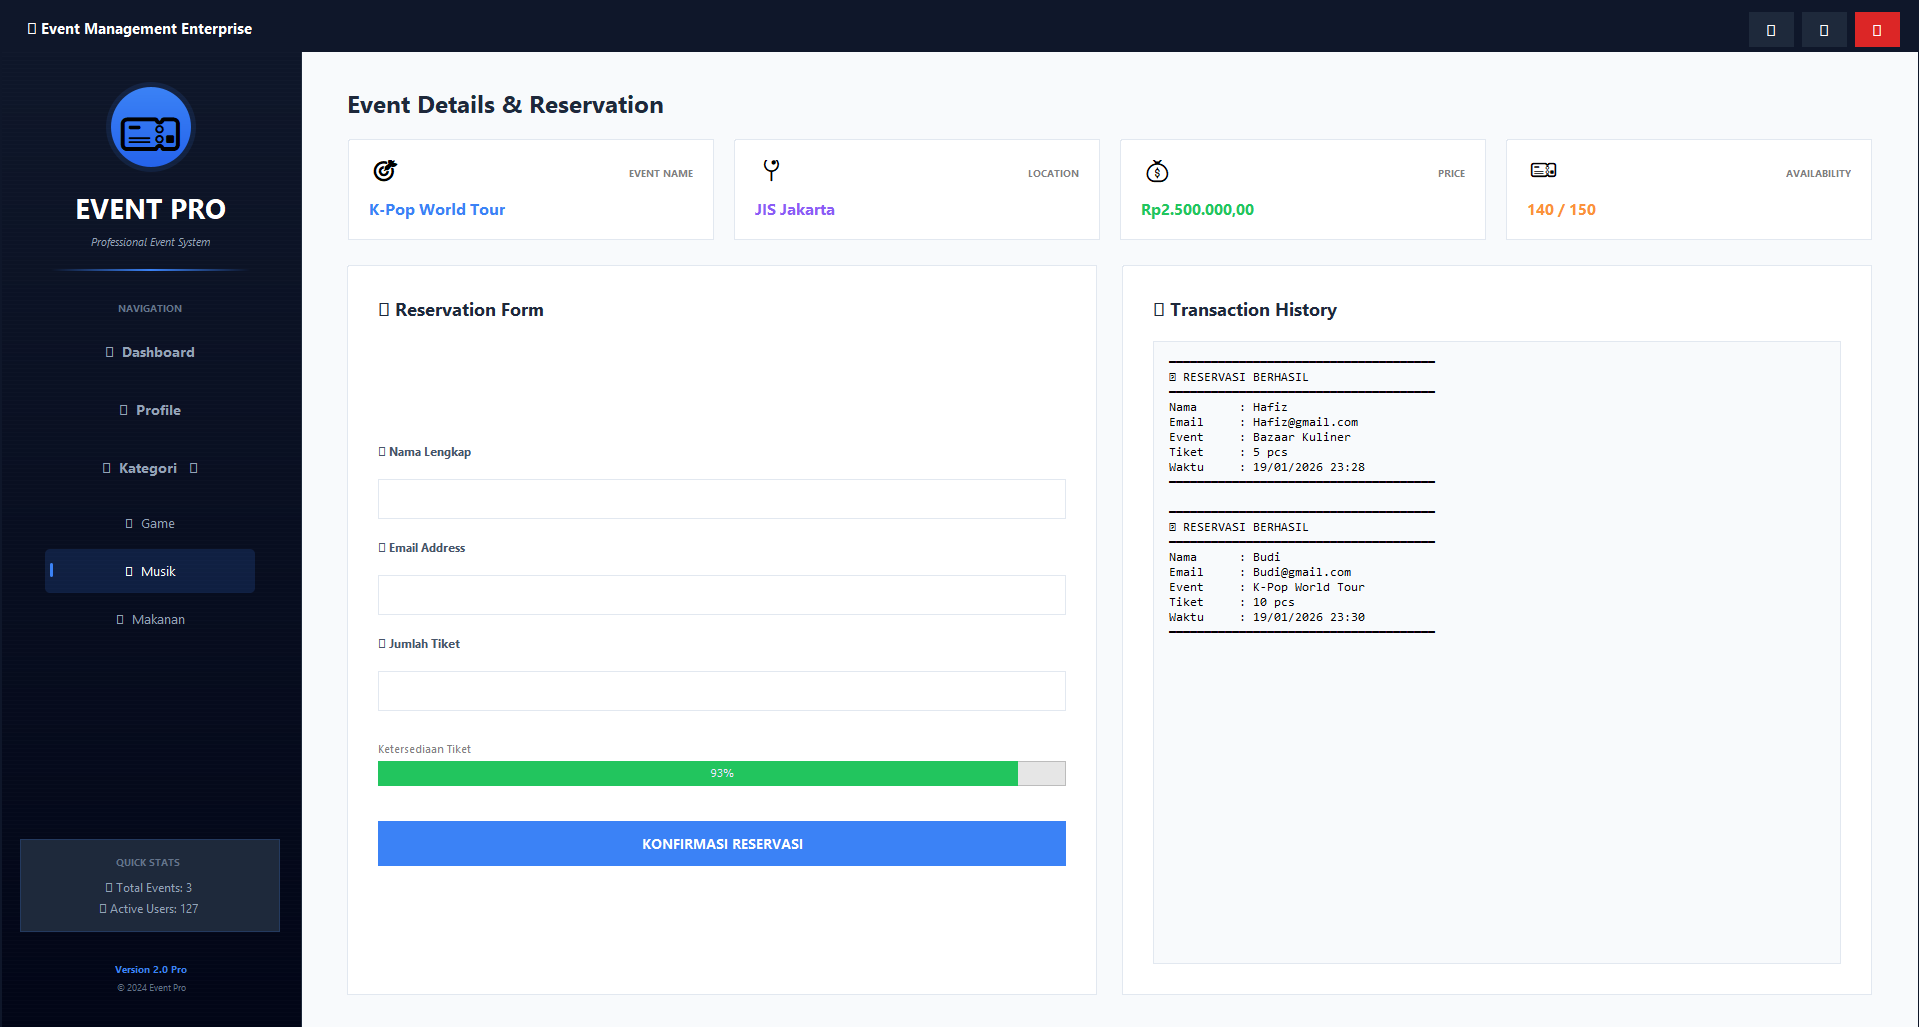 Event Management Enterprise
EVENT PRO
Professional Event System
NAVIGATION
Dashboard
Profile
Kategori
Game
Musik
Makanan
QUICK STATS
Total Events: 3
Active Users: 127
Version 2.0 Pro
© 2024 Event Pro
Event Details & Reservation
EVENT NAME
K-Pop World Tour
LOCATION
JIS Jakarta
PRICE
Rp2.500.000,00
AVAILABILITY
140 / 150
Reservation Form
Nama Lengkap
Email Address
Jumlah Tiket
Ketersediaan Tiket
93%
KONFIRMASI RESERVASI
Transaction History
RESERVASI BERHASIL
Nama : Hafiz
Email : Hafiz@gmail.com
Event : Bazaar Kuliner
Tiket : 5 pcs
Waktu : 19/01/2026 23:28
RESERVASI BERHASIL
Nama : Budi
Email : Budi@gmail.com
Event : K-Pop World Tour
Tiket : 10 pcs
Waktu : 19/01/2026 23:30